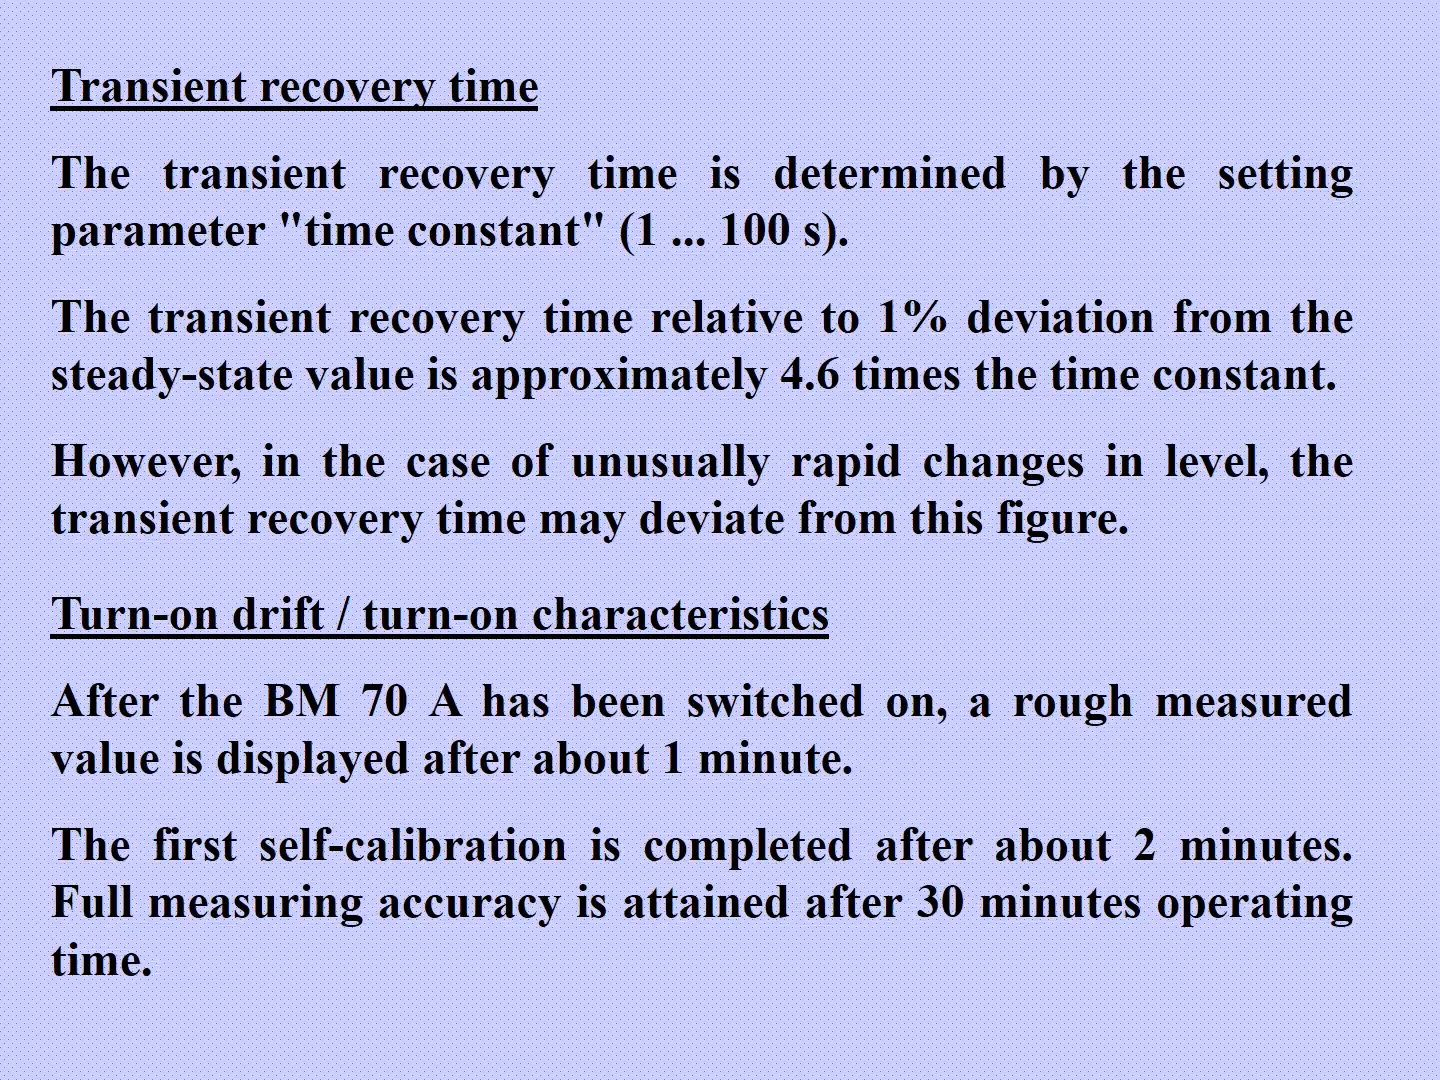 Transient recovery time
The transient recovery time is determined by the setting
parameter "time constant" (1 ... 100 s).
The transient recovery time relative to 1% deviation from the
steady-state value is approximately 4.6 times the time constant.
However, in the case of unusually rapid changes in level, the
transient recovery time may deviate from this figure.
Turn-on drift / turn-on characteristics
After the BM 70 A has been switched on, a rough measured
value is displayed after about 1 minute.
The first self-calibration is completed after about 2 minutes.
Full measuring accuracy is attained after 30 minutes operating
time.